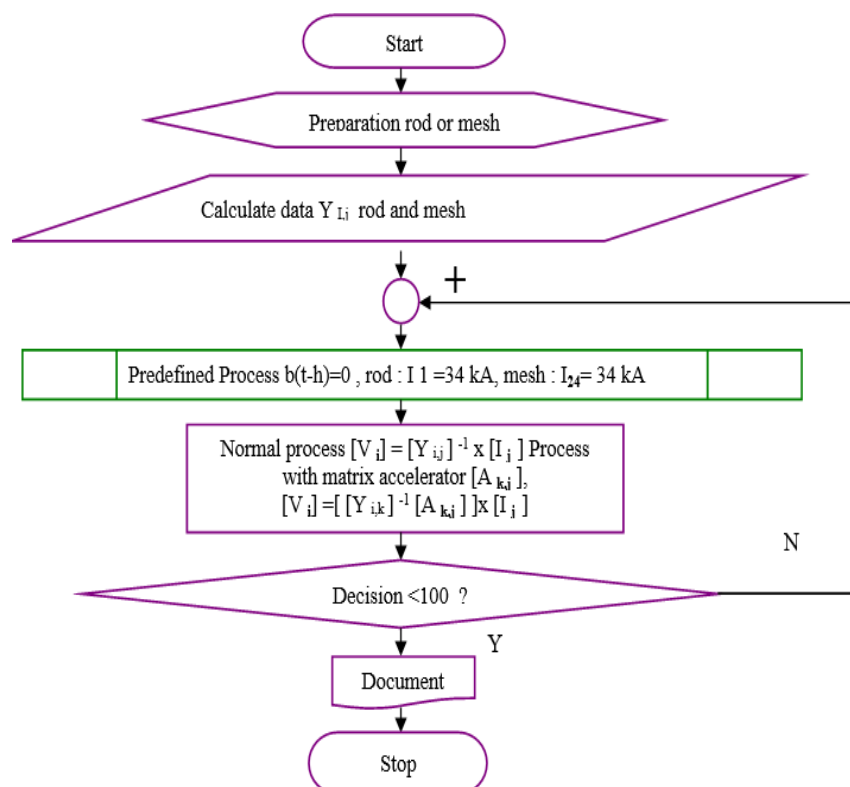 Start
Preparation rod or mesh
Calculate data Y I,j rod and mesh
+
Predefined Process b(t-h)=0 , rod : I 1 =34 kA, mesh : I24= 34 kA
Normal process [V i] = [Y i,j ] -1 x [I j ] Process
with matrix accelerator [A k,j ],
[V i] =[ [Y i,k ] -1 [A k,j ] ]x [I j ]
N
Decision <100 ?
Y
Document
Stop